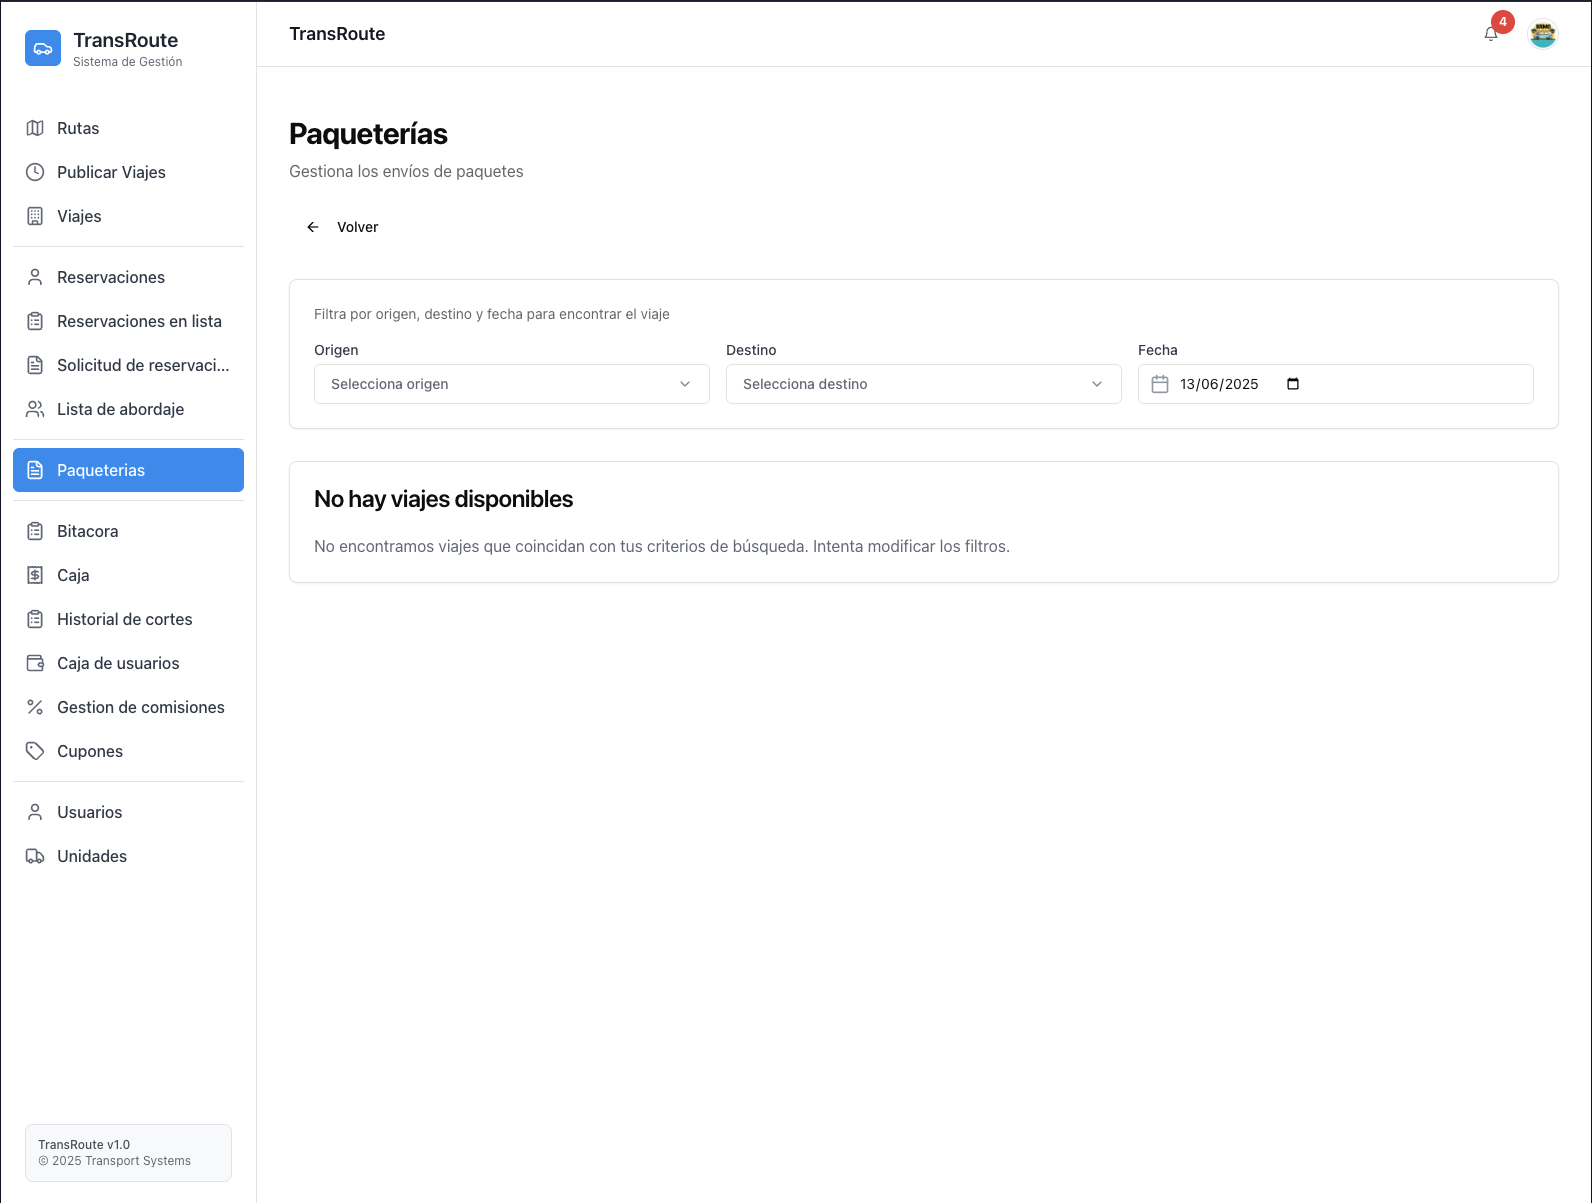 TransRoute
Sistema de Gestión
Rutas
Publicar Viajes
Viajes
Reservaciones
Reservaciones en lista
Solicitud de reservaci...
Lista de abordaje
Paqueterias
Bitacora
Caja
Historial de cortes
Caja de usuarios
Gestion de comisiones
Cupones
Usuarios
Unidades
TransRoute v1.0
© 2025 Transport Systems
TransRoute
4
Paqueterías
Gestiona los envíos de paquetes
Volver
Filtra por origen, destino y fecha para encontrar el viaje
Origen
Selecciona origen
Destino
Selecciona destino
Fecha
13/06/2025
No hay viajes disponibles
No encontramos viajes que coincidan con tus criterios de búsqueda. Intenta modificar los filtros.